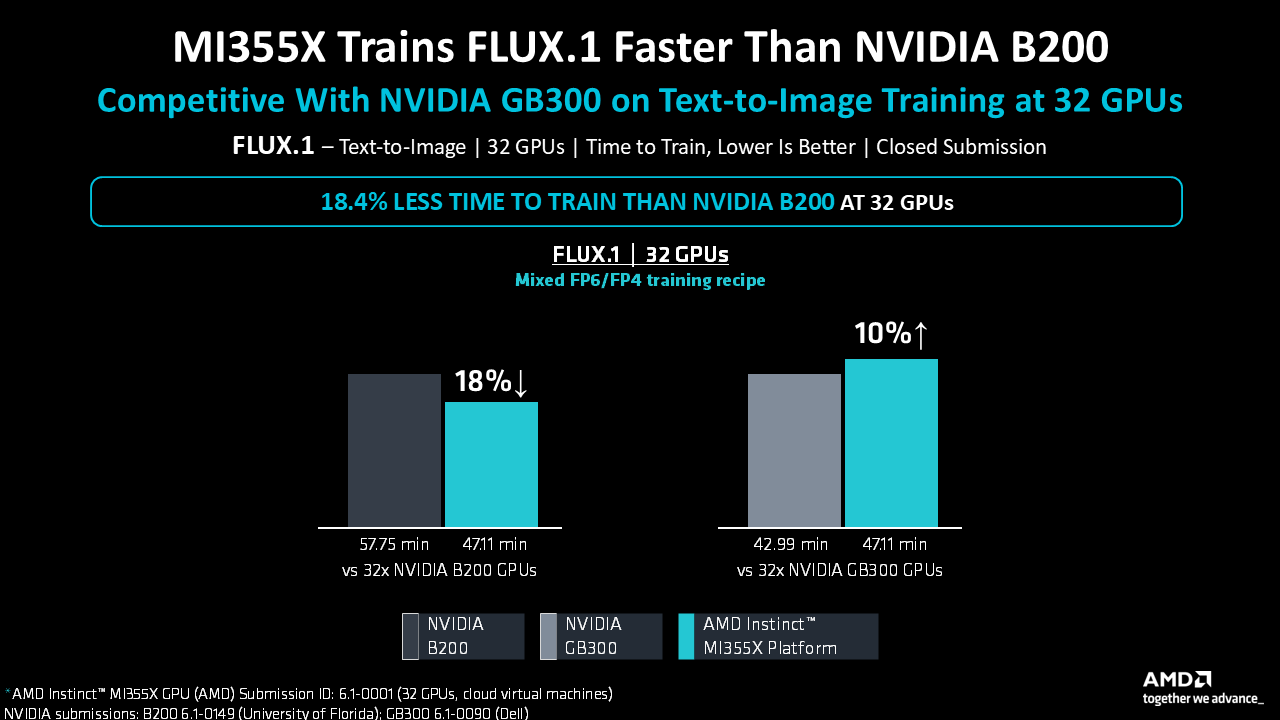 MI355X Trains FLUX.1 Faster Than NVIDIA B200
Competitive With NVIDIA GB300 on Text-to-Image Training at 32 GPUs
FLUX.1 – Text-to-Image | 32 GPUs | Time to Train, Lower Is Better | Closed Submission
18.4% LESS TIME TO TRAIN THAN NVIDIA B200 AT 32 GPUs
FLUX.1 | 32 GPUs
Mixed FP6/FP4 training recipe
18%↓
10%↑
57.75 min 47.11 min
vs 32x NVIDIA B200 GPUs
42.99 min 47.11 min
vs 32x NVIDIA GB300 GPUs
NVIDIA
B200
NVIDIA
GB300
AMD Instinct™
MI355X Platform
*AMD Instinct™ MI355X GPU (AMD) Submission ID: 6.1-0001 (32 GPUs, cloud virtual machines)
NVIDIA submissions: B200 6.1-0149 (University of Florida); GB300 6.1-0090 (Dell)
AMD
together we advance_